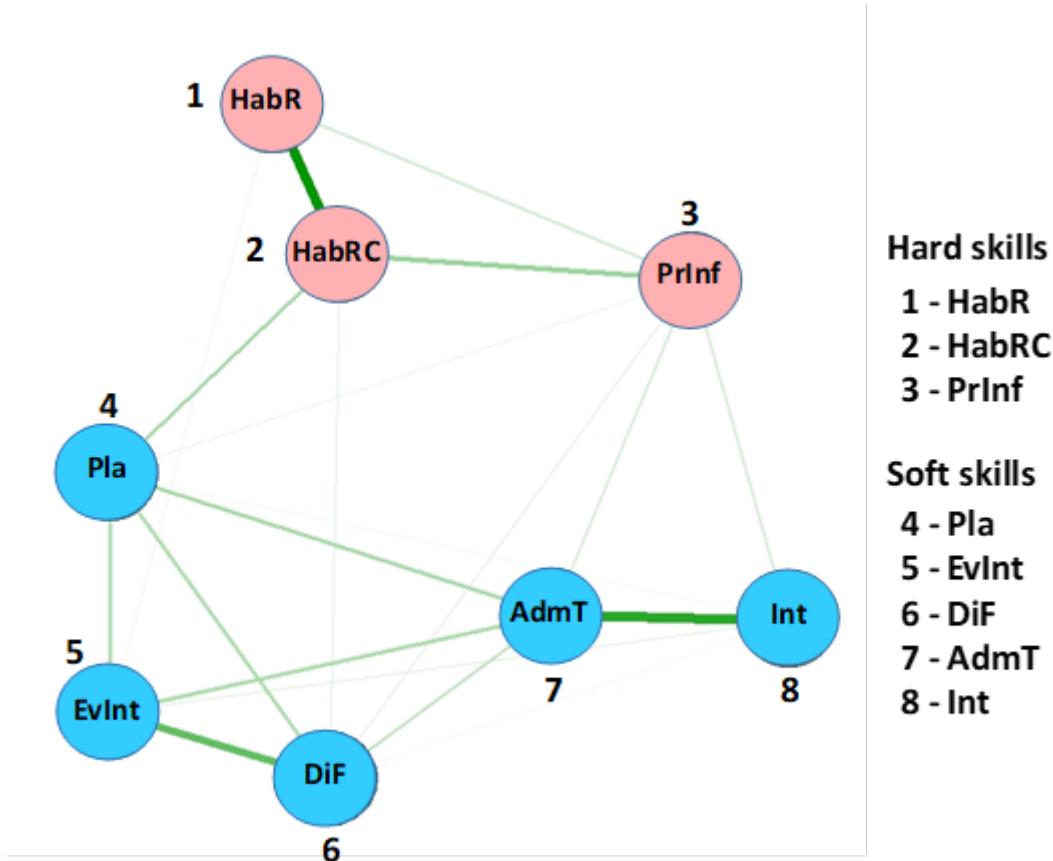 1
HabR
2
HabRC
3
PrInf
4
Pla
5
EvInt
DiF
6
AdmT
7
Int
8
Hard skills
1 - HabR
2 - HabRC
3 - PrInf
Soft skills
4 - Pla
5 - EvInt
6 - DiF
7 - AdmT
8 - Int